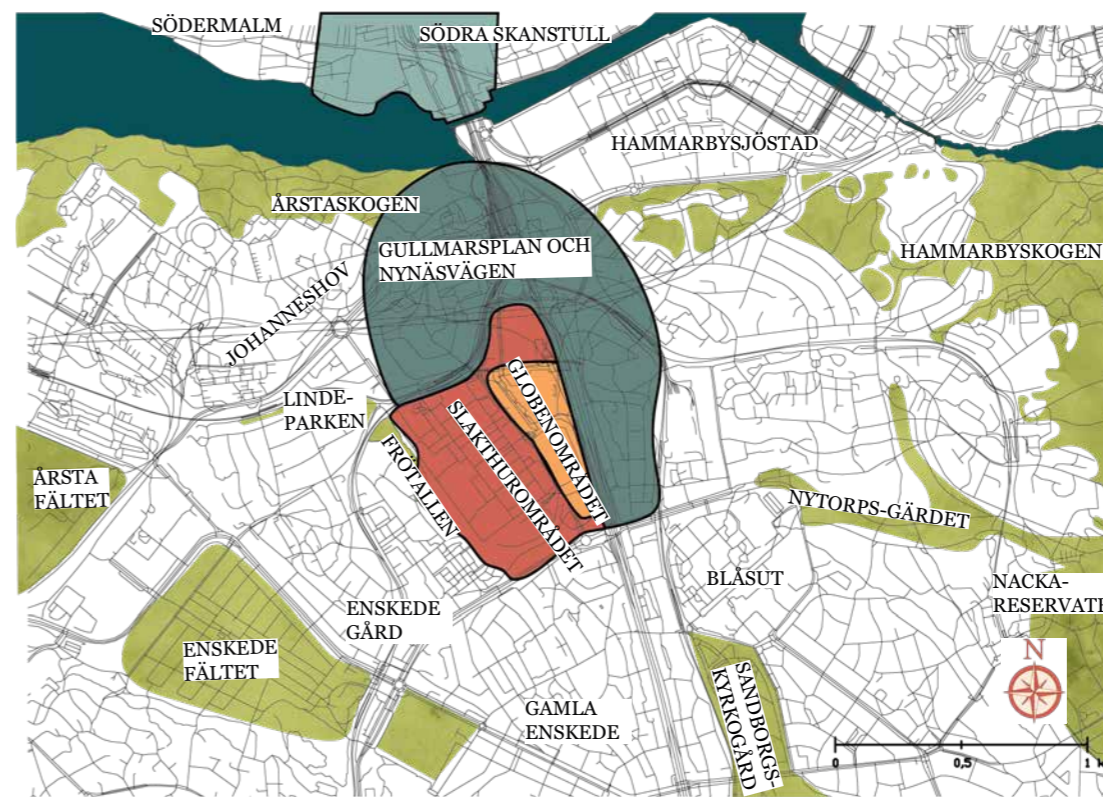 SÖDERMALM
SÖDRA SKANSTULL
HAMMARBYSJÖSTAD
ÅRSTASKOGEN
GULLMARSPLAN OCH
NYNÄSVÄGEN
HAMMARBYSKOGEN
JOHANNESHOV
LINDE-
PARKEN
GLOBENOMRÅDET
SLAKTHUROMRÅDET
FRÖTALLEN
ÅRSTA
FÄLTET
NYTORPS-GÄRDET
BLÅSUT
NACKA-
RESERVATE
ENSKEDE
GÅRD
ENSKEDE
FÄLTET
SANDBORGS-
KYRKOGÅRD
GAMLA
ENSKEDE
N
0 0,5 1 k